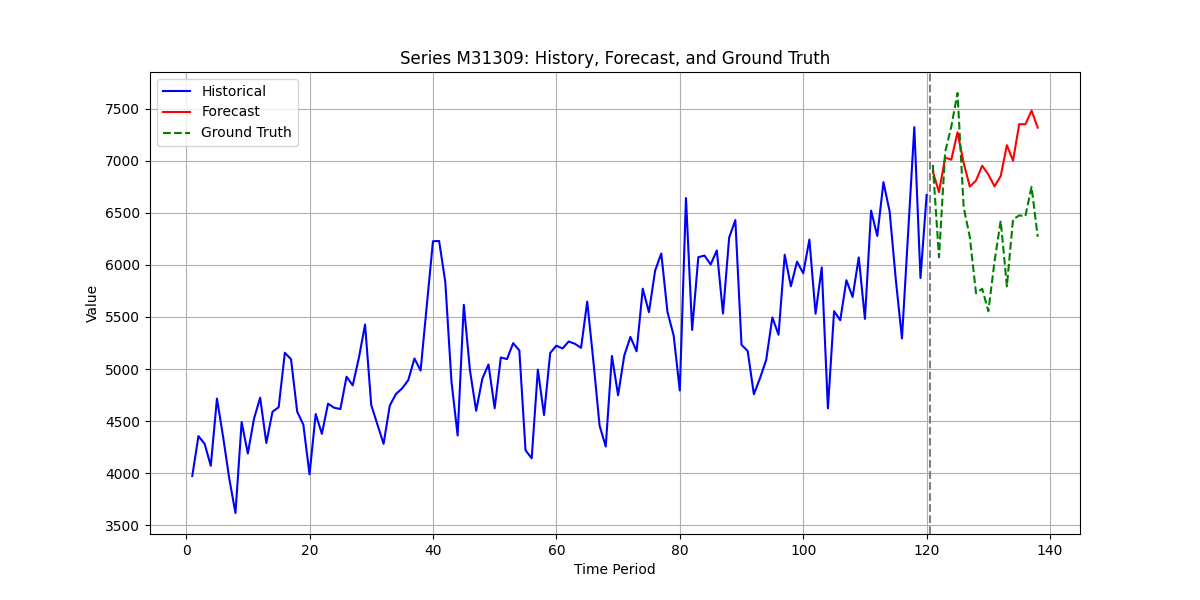 Series M31309: History, Forecast, and Ground Truth
Historical
Forecast
Ground Truth
7500
7000
6500
6000
5500
5000
4500
4000
3500
Value
0 20 40 60 80 100 120 140
Time Period